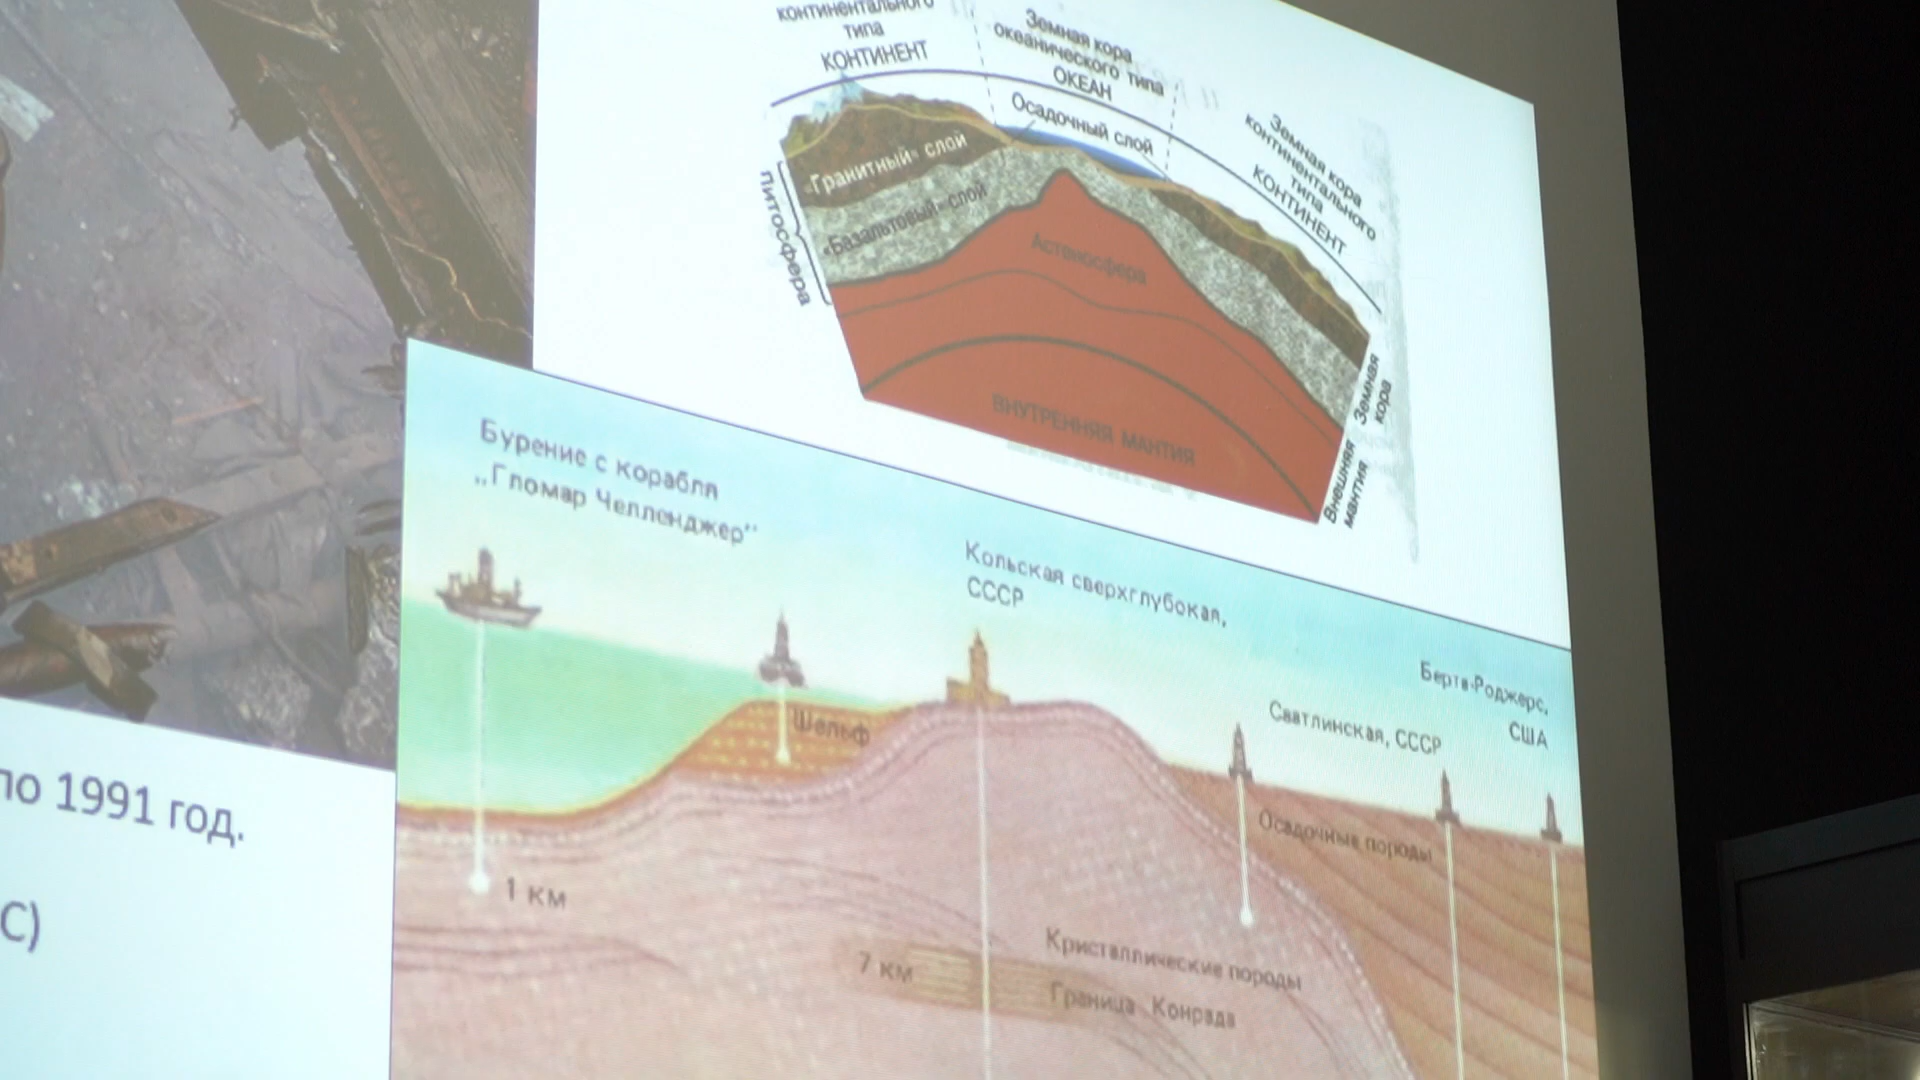 континентального
типа
КОНТИНЕНТ
Земная кора
океанического типа
ОКЕАН
Земная кора
континентального
типа
КОНТИНЕНТ
Осадочный слой
«Гранитный» слой
«Базальтовый» слой
Литосфера
Астеносфера
ВНУТРЕННЯЯ МАНТИЯ
Земная
кора
Внешняя
мантия
Бурение с корабля
„Гломар Челленджер“
Кольская сверхглубокая,
СССР
Саатлинская, СССР
Берта-Роджерс,
США
Шельф
Осадочные породы
1 км
7 км
Кристаллические породы
Граница Конрада
по 1991 год.
С)